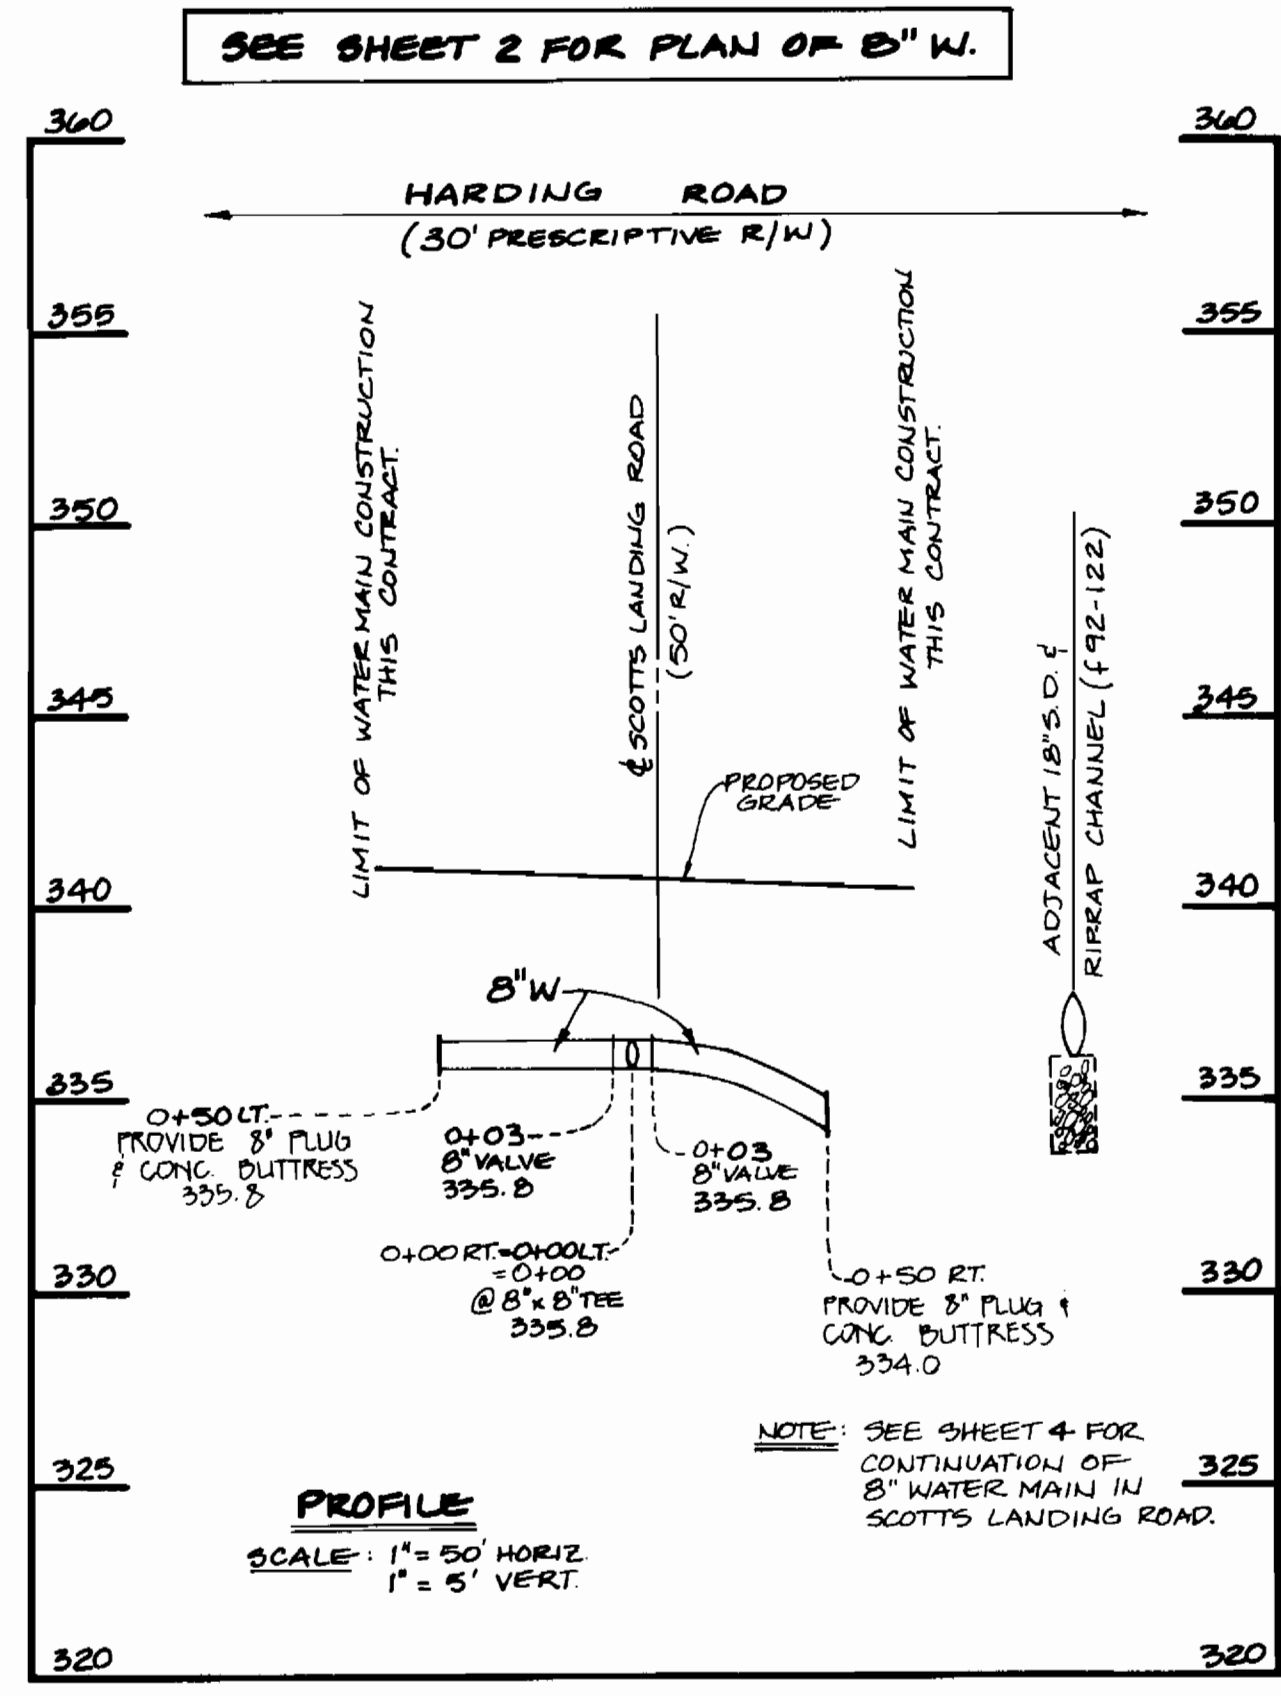 SEE SHEET 2 FOR PLAN OF 8" W.
360
360
HARDING ROAD
(30' PRESCRIPTIVE R/W)
355
355
LIMIT OF WATER MAIN CONSTRUCTION
THIS CONTRACT.
℄ SCOTTS LANDING ROAD
(50' R/W.)
LIMIT OF WATER MAIN CONSTRUCTION
THIS CONTRACT.
350
350
ADJACENT 18" S.D. &
RIPRAP CHANNEL (f 92-122)
345
345
PROPOSED
GRADE
340
340
8" W
335
335
0+50 LT.
PROVIDE 8" PLUG
& CONC. BUTTRESS
335.8
0+03
8" VALVE
335.8
0+03
8" VALVE
335.8
0+00 RT.=0+00 LT.
=0+00
@ 8" x 8" TEE
335.8
330
330
0+50 RT.
PROVIDE 8" PLUG &
CONC. BUTTRESS
334.0
NOTE: SEE SHEET 4 FOR
CONTINUATION OF
8" WATER MAIN IN
SCOTTS LANDING ROAD.
325
325
PROFILE
SCALE: 1" = 50' HORIZ.
1" = 5' VERT.
320
320